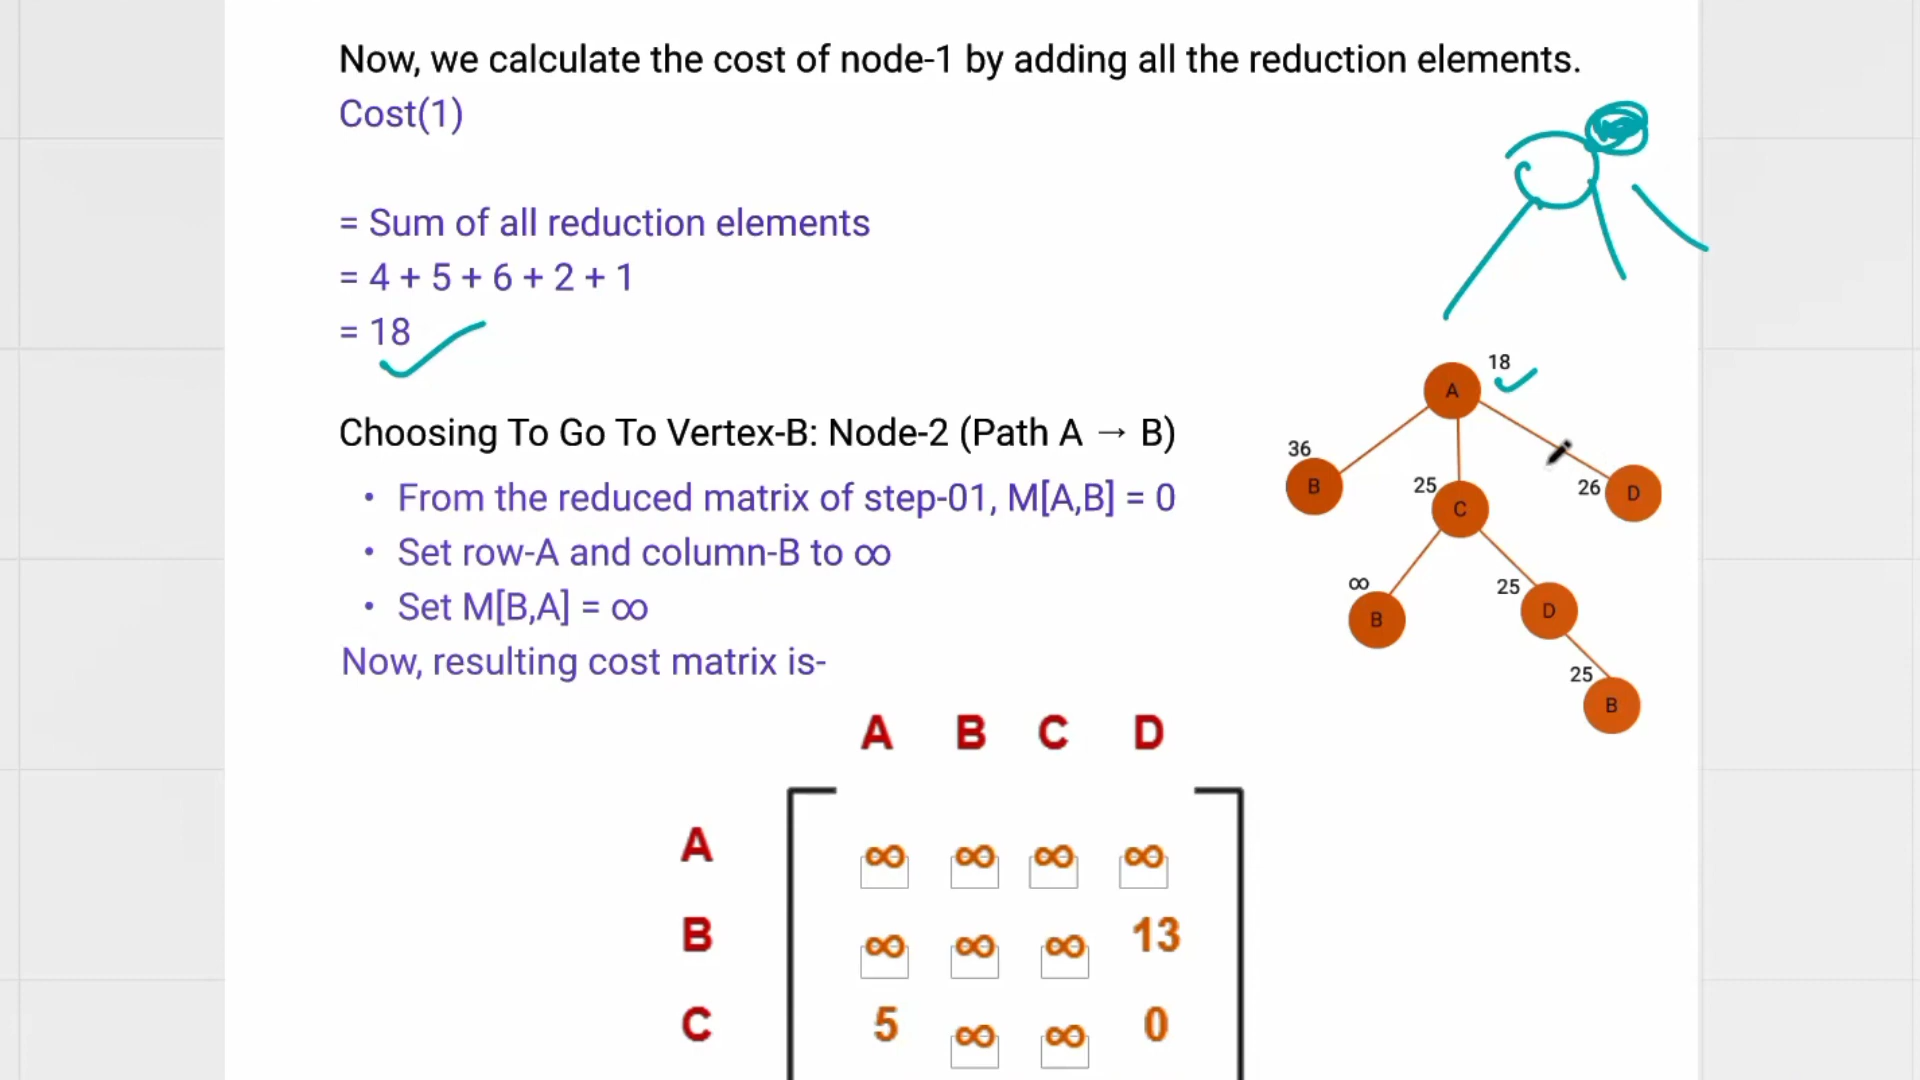 Now, we calculate the cost of node-1 by adding all the reduction elements.
Cost(1)
= Sum of all reduction elements
= 4 + 5 + 6 + 2 + 1
= 18
18
A
36
B
25
C
26
D
∞
B
25
D
25
B
Choosing To Go To Vertex-B: Node-2 (Path A → B)
• From the reduced matrix of step-01, M[A,B] = 0
• Set row-A and column-B to ∞
• Set M[B,A] = ∞
Now, resulting cost matrix is-
A B C D
A ∞ ∞ ∞ ∞
B ∞ ∞ ∞ 13
C 5 ∞ ∞ 0